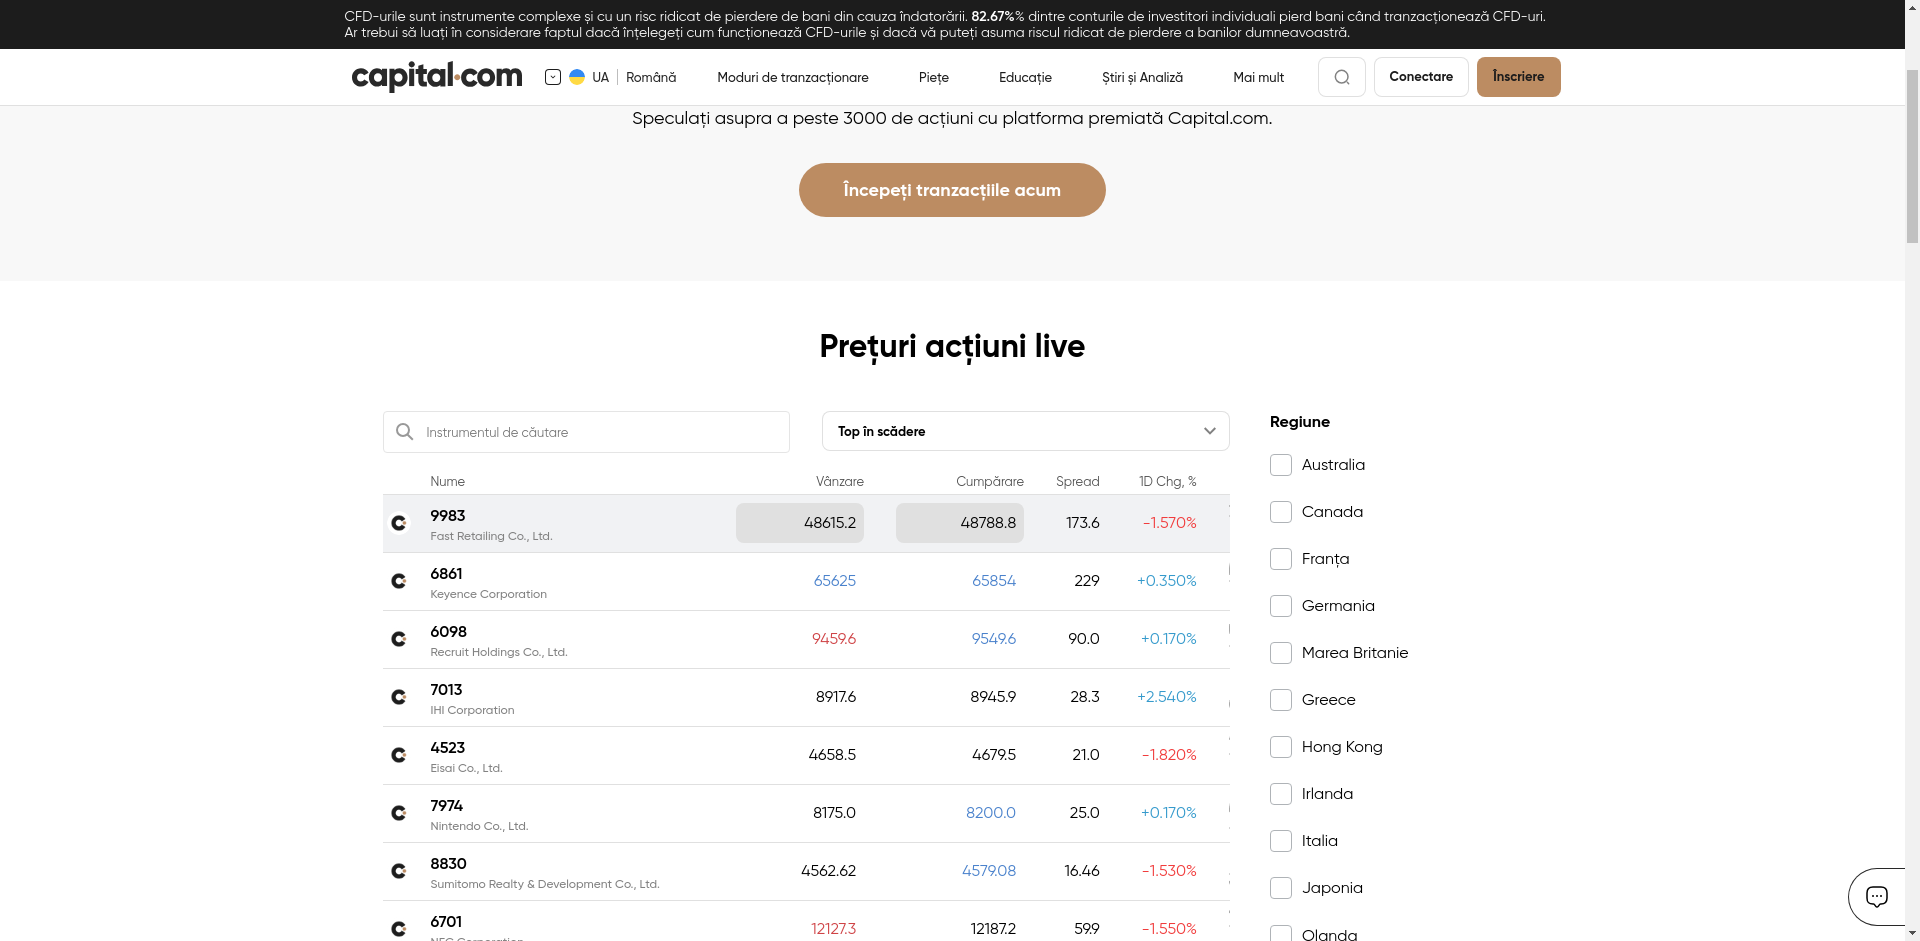 CFD-urile sunt instrumente complexe și cu un risc ridicat de pierdere de bani din cauza îndatorării. 82.67%% dintre conturile de investitori individuali pierd bani când tranzacționează CFD-uri.
Ar trebui să luați în considerare faptul dacă înțelegeți cum funcționează CFD-urile și dacă vă puteți asuma riscul ridicat de pierdere a banilor dumneavoastră.
capital.com UA Română Moduri de tranzacționare Piețe Educație Știri și Analiză Mai mult Conectare Înscriere
Speculați asupra a peste 3000 de acțiuni cu platforma premiată Capital.com.
Începeți tranzacțiile acum
Prețuri acțiuni live
Instrumentul de căutare
Top în scădere
Nume Vânzare Cumpărare Spread 1D Chg, %
9983 48615.2 48788.8 173.6 -1.570%
Fast Retailing Co., Ltd.
6861 65625 65854 229 +0.350%
Keyence Corporation
6098 9459.6 9549.6 90.0 +0.170%
Recruit Holdings Co., Ltd.
7013 8917.6 8945.9 28.3 +2.540%
IHI Corporation
4523 4658.5 4679.5 21.0 -1.820%
Eisai Co., Ltd.
7974 8175.0 8200.0 25.0 +0.170%
Nintendo Co., Ltd.
8830 4562.62 4579.08 16.46 -1.530%
Sumitomo Realty & Development Co., Ltd.
6701 12127.3 12187.2 59.9 -1.550%
NEC Corporation
Regiune
Australia
Canada
Franța
Germania
Marea Britanie
Greece
Hong Kong
Irlanda
Italia
Japonia
Olanda